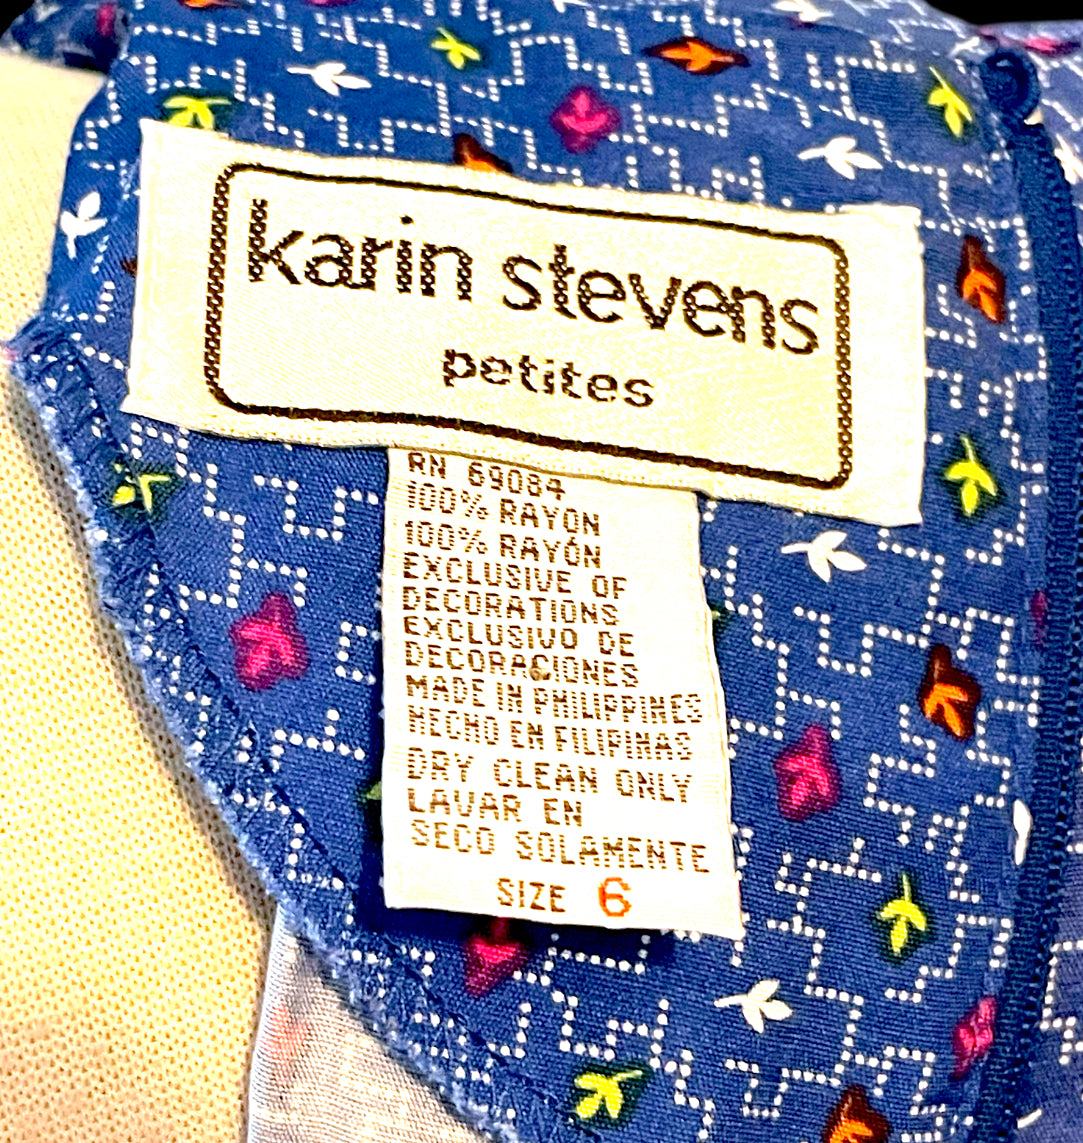 karin stevens
petites
RN 69084
100% RAYON
100% RAYÓN
EXCLUSIVE OF
DECORATIONS
EXCLUSIVO DE
DECORACIONES
MADE IN PHILIPPINES
HECHO EN FILIPINAS
DRY CLEAN ONLY
LAVAR EN
SECO SOLAMENTE
SIZE 6